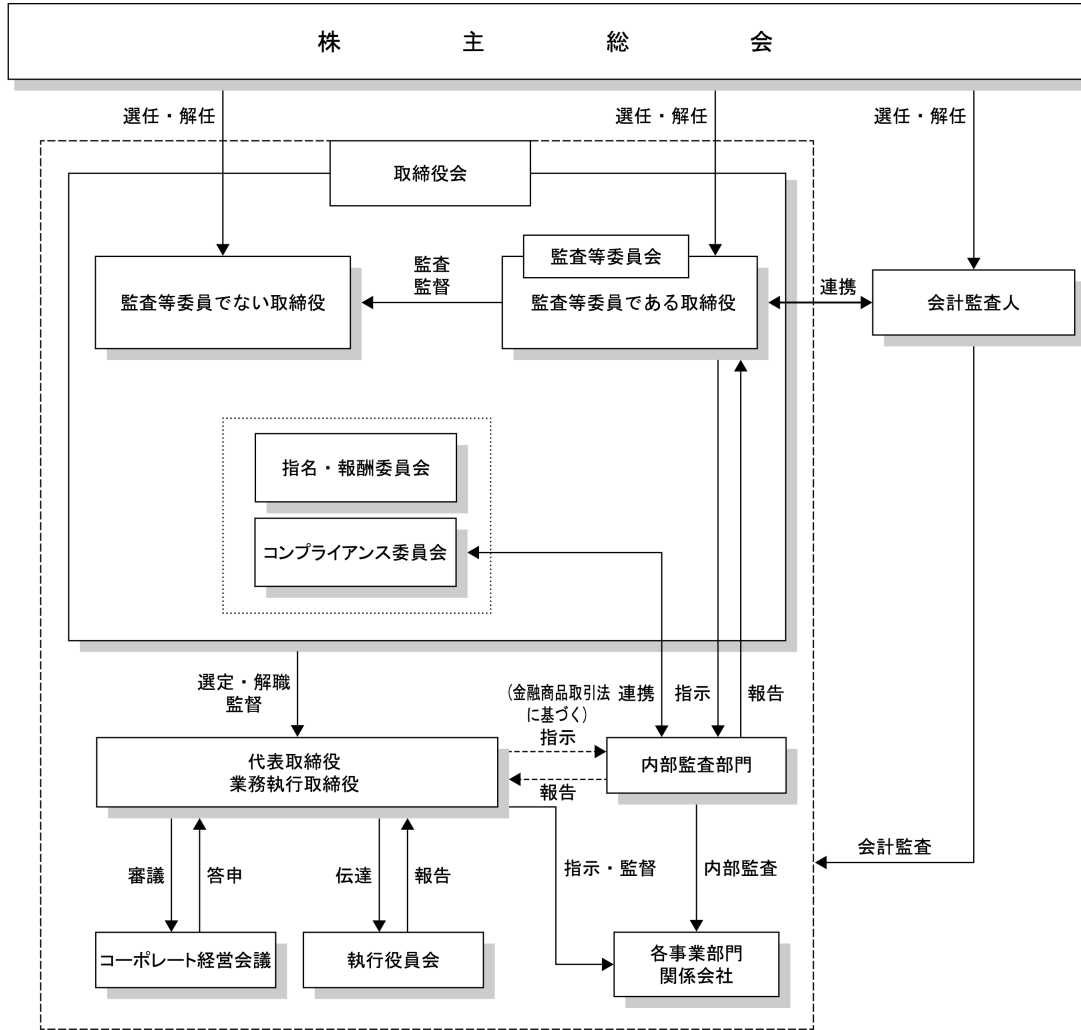 株主総会
選任・解任
選任・解任
選任・解任
取締役会
監査等委員会
監査等委員でない取締役
監査
監督
監査等委員である取締役
連携
会計監査人
指名・報酬委員会
コンプライアンス委員会
選定・解職
監督
(金融商品取引法
に基づく)
指示
連携
指示
報告
代表取締役
業務執行取締役
内部監査部門
報告
審議
答申
伝達
報告
指示・監督
内部監査
会計監査
コーポレート経営会議
執行役員会
各事業部門
関係会社